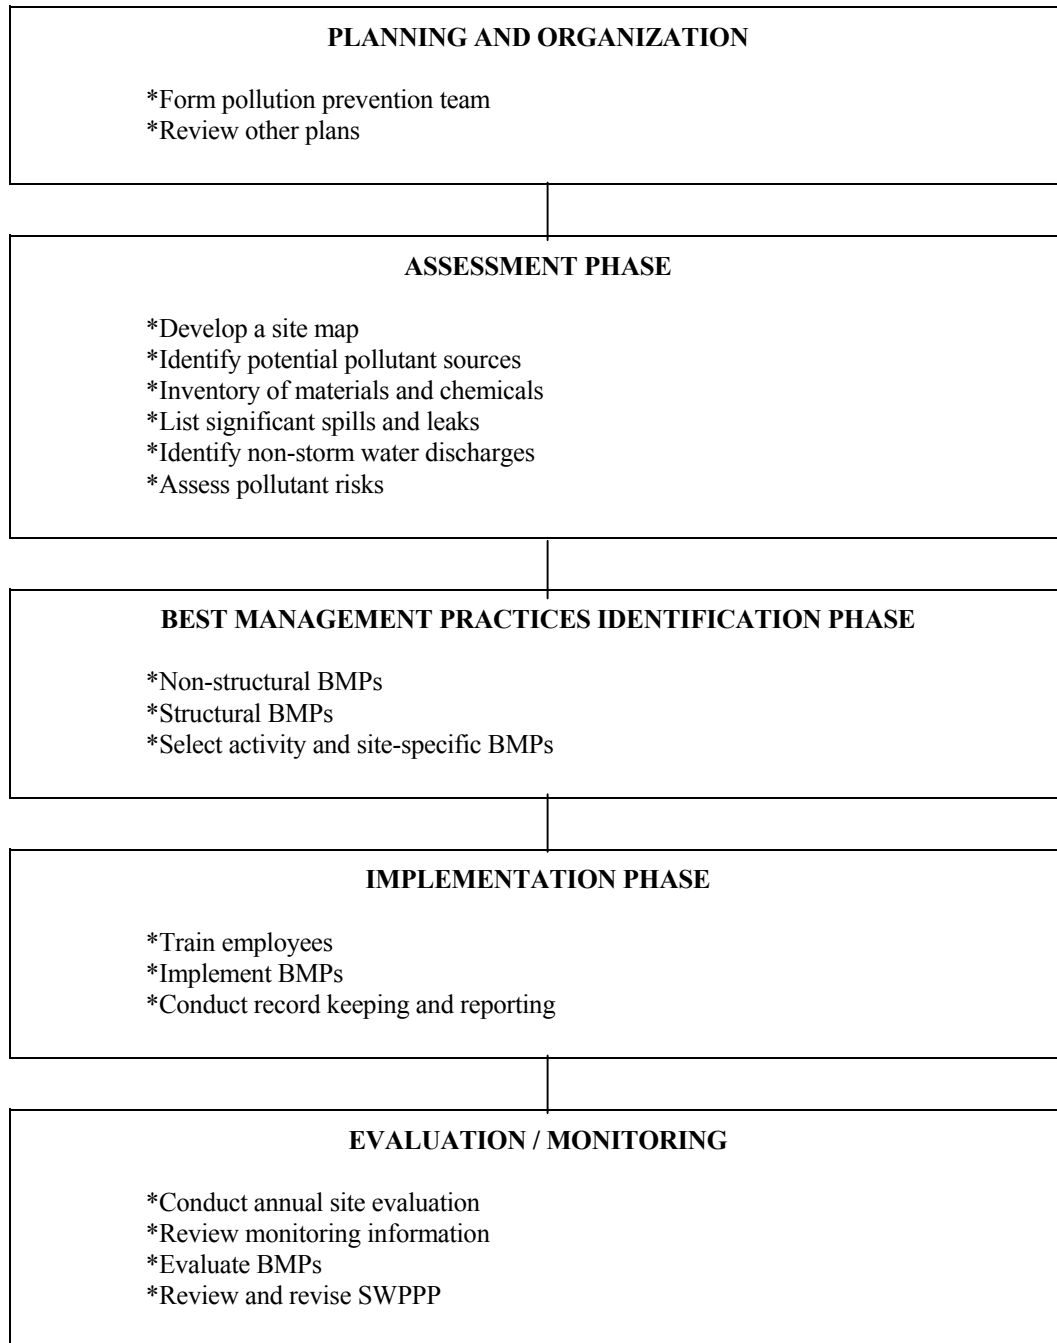 PLANNING AND ORGANIZATION
*Form pollution prevention team
*Review other plans
ASSESSMENT PHASE
*Develop a site map
*Identify potential pollutant sources
*Inventory of materials and chemicals
*List significant spills and leaks
*Identify non-storm water discharges
*Assess pollutant risks
BEST MANAGEMENT PRACTICES IDENTIFICATION PHASE
*Non-structural BMPs
*Structural BMPs
*Select activity and site-specific BMPs
IMPLEMENTATION PHASE
*Train employees
*Implement BMPs
*Conduct record keeping and reporting
EVALUATION / MONITORING
*Conduct annual site evaluation
*Review monitoring information
*Evaluate BMPs
*Review and revise SWPPP